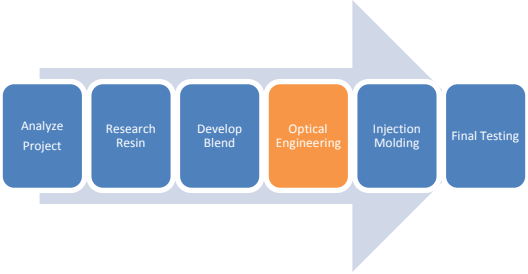 Analyze
Project
Research
Resin
Develop
Blend
Optical
Engineering
Injection
Molding
Final Testing